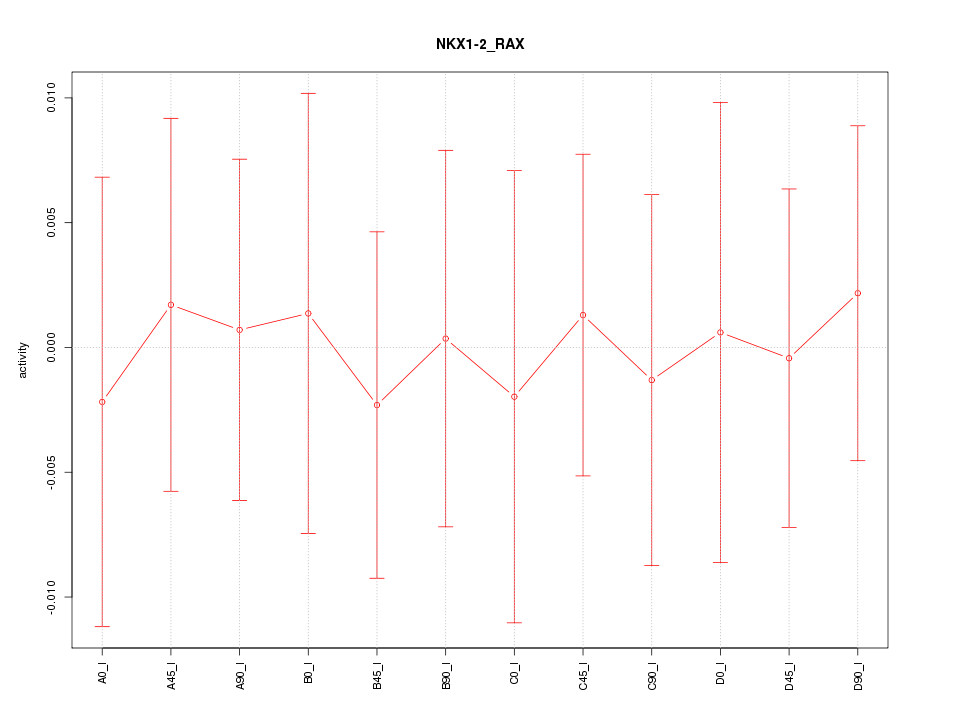 NKX1-2_RAX
activity
0.010
0.005
0.000
-0.005
-0.010
A0_I
A45_I
A90_I
B0_I
B45_I
B90_I
C0_I
C45_I
C90_I
D0_I
D45_I
D90_I